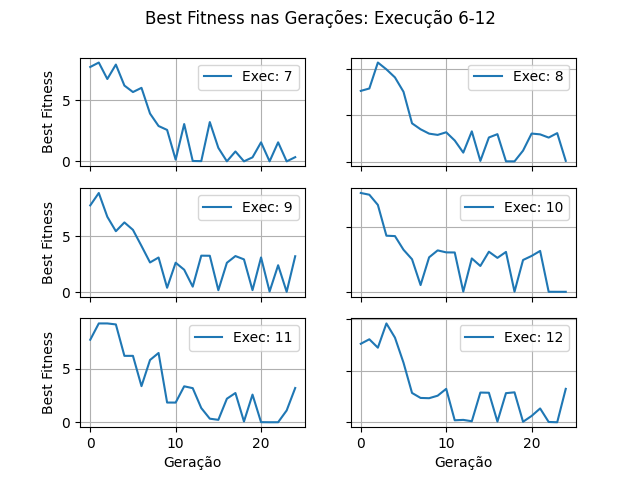 Best Fitness nas Gerações: Execução 6-12
Best Fitness
5
0
Exec: 7
Exec: 8
Best Fitness
5
0
Exec: 9
Exec: 10
Best Fitness
5
0
Exec: 11
Exec: 12
0 10 20
0 10 20
Geração
Geração